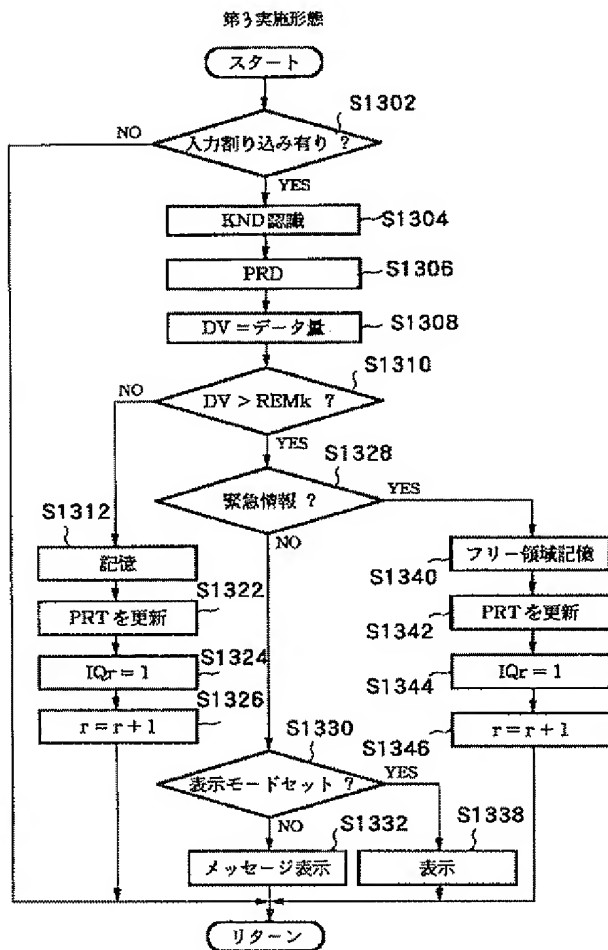 第3実施形態
スタート
S1302
NO
入力割り込み有り ?
YES
KND認識
S1304
PRD
S1306
DV=データ量
S1308
S1310
NO
DV > REMk ?
YES
S1328
緊急情報 ?
YES
NO
S1312
記憶
S1322
PRTを更新
S1324
IQr = 1
S1326
r = r + 1
フリー領域記憶
S1340
PRTを更新
S1342
IQr = 1
S1344
r = r + 1
S1346
S1330
表示モードセット ?
YES
NO
S1332
S1338
メッセージ表示
表示
リターン